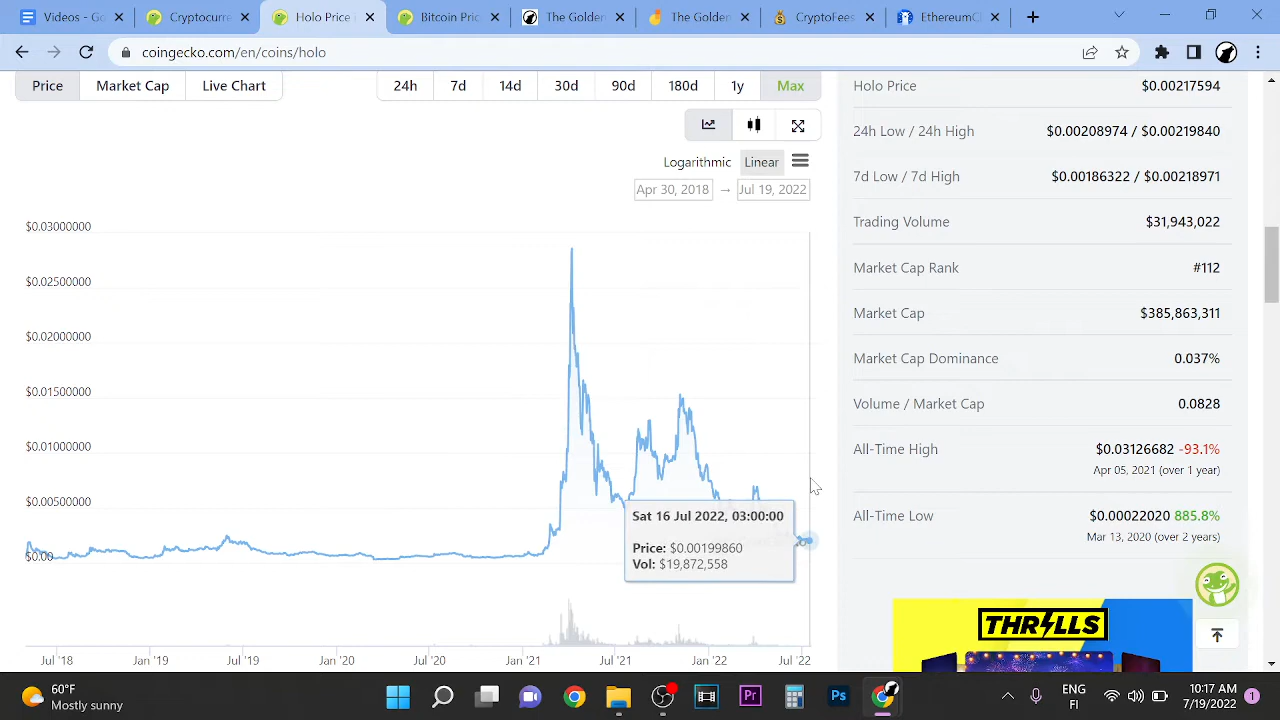 Videos - G
Cryptocurre
Holo Price
Bitcoin Pric
The Golden
The Golde
CryptoFees
EthereumC
coingecko.com/en/coins/holo
Price
Market Cap
Live Chart
24h
7d
14d
30d
90d
180d
1y
Max
Logarithmic
Linear
Apr 30, 2018 → Jul 19, 2022
$0.03000000
$0.02500000
$0.02000000
$0.01500000
$0.01000000
$0.00500000
$0.00
Sat 16 Jul 2022, 03:00:00
Price: $0.00199860
Vol: $19,872,558
Jul '18
Jan '19
Jul '19
Jan '20
Jul '20
Jan '21
Jul '21
Jan '22
Jul '22
Holo Price $0.00217594
24h Low / 24h High $0.00208974 / $0.00219840
7d Low / 7d High $0.00186322 / $0.00218971
Trading Volume $31,943,022
Market Cap Rank #112
Market Cap $385,863,311
Market Cap Dominance 0.037%
Volume / Market Cap 0.0828
All-Time High $0.03126682 -93.1%
Apr 05, 2021 (over 1 year)
All-Time Low $0.00022020 885.8%
Mar 13, 2020 (over 2 years)
THRILLS
60°F
Mostly sunny
Pr
Ps
ENG
FI
10:17 AM
7/19/2022
1